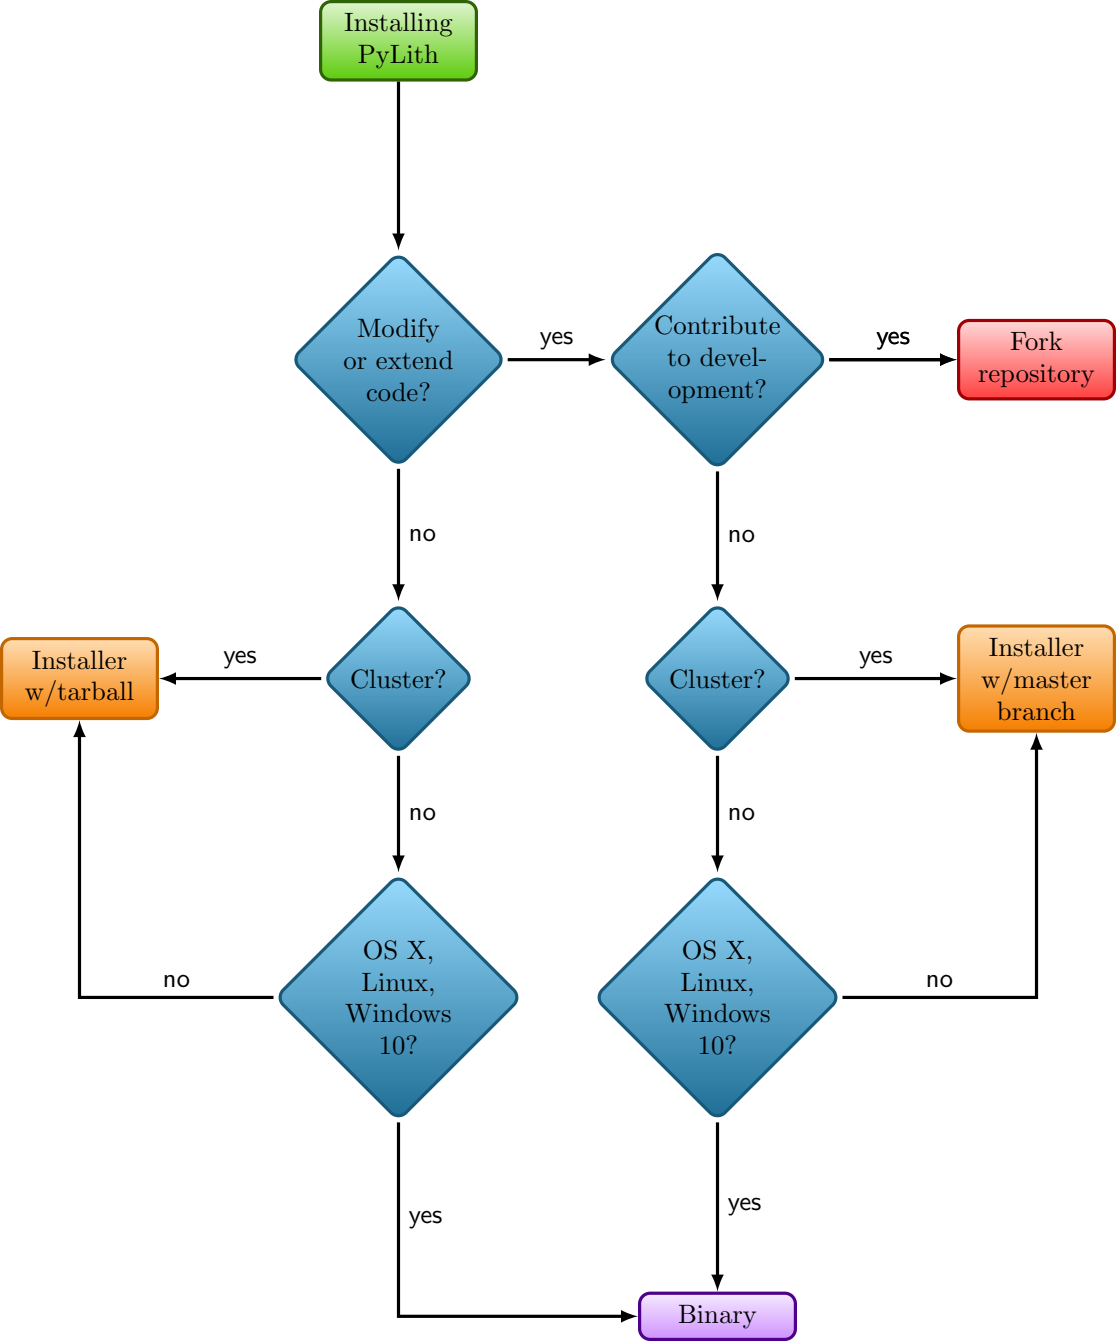 Installing
PyLith
Modify
or extend
code?
yes
Contribute
to devel-
opment?
yes
Fork
repository
no
no
Installer
w/tarball
yes
Cluster?
Cluster?
yes
Installer
w/master
branch
no
no
no
OS X,
Linux,
Windows
10?
OS X,
Linux,
Windows
10?
no
yes
yes
Binary